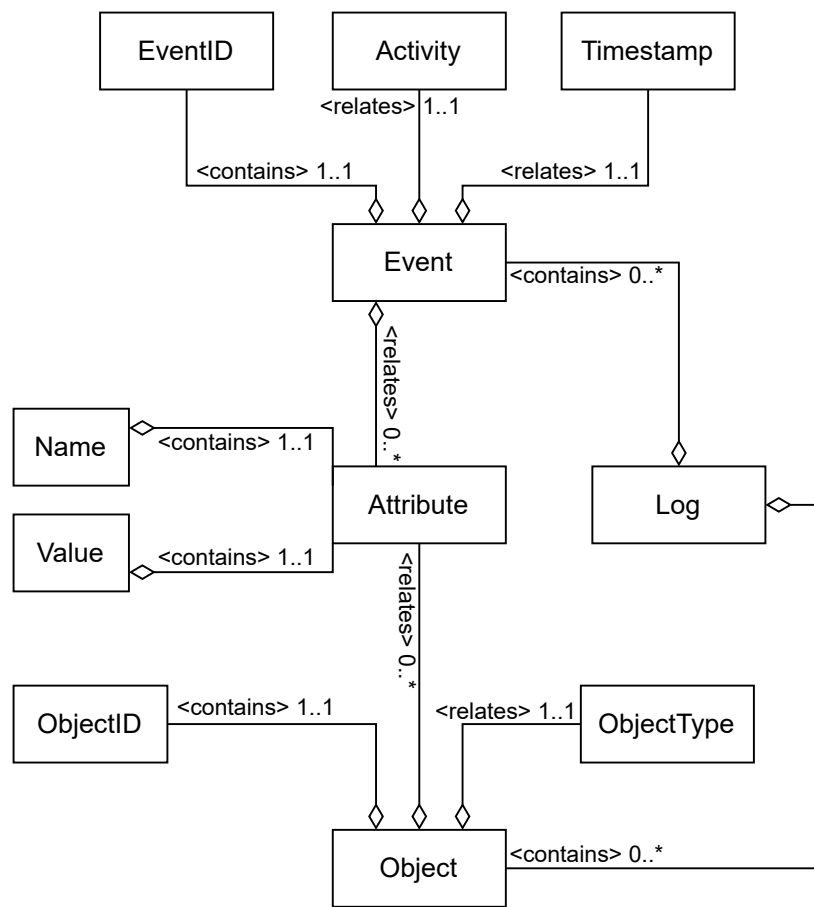 EventID
Activity
Timestamp
<relates> 1..1
<contains> 1..1
<relates> 1..1
Event
<contains> 0..*
<relates> 0..*
Name
<contains> 1..1
Attribute
Log
Value
<contains> 1..1
<relates> 0..*
ObjectID
<contains> 1..1
<relates> 1..1
ObjectType
Object
<contains> 0..*